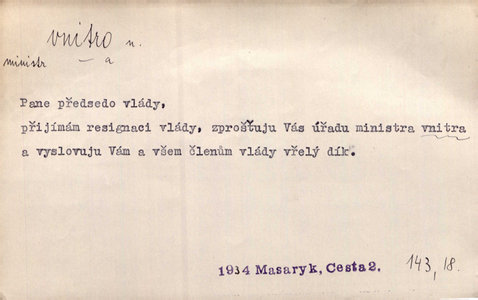 vnitro n.
ministr — a
Pane předsedo vlády,
přijímám resignaci vlády, zprošťuju Vás úřadu ministra vnitra
a vyslovuju Vám a všem členům vlády vřelý dík.
1934 Masaryk, Cesta 2. 143, 18.